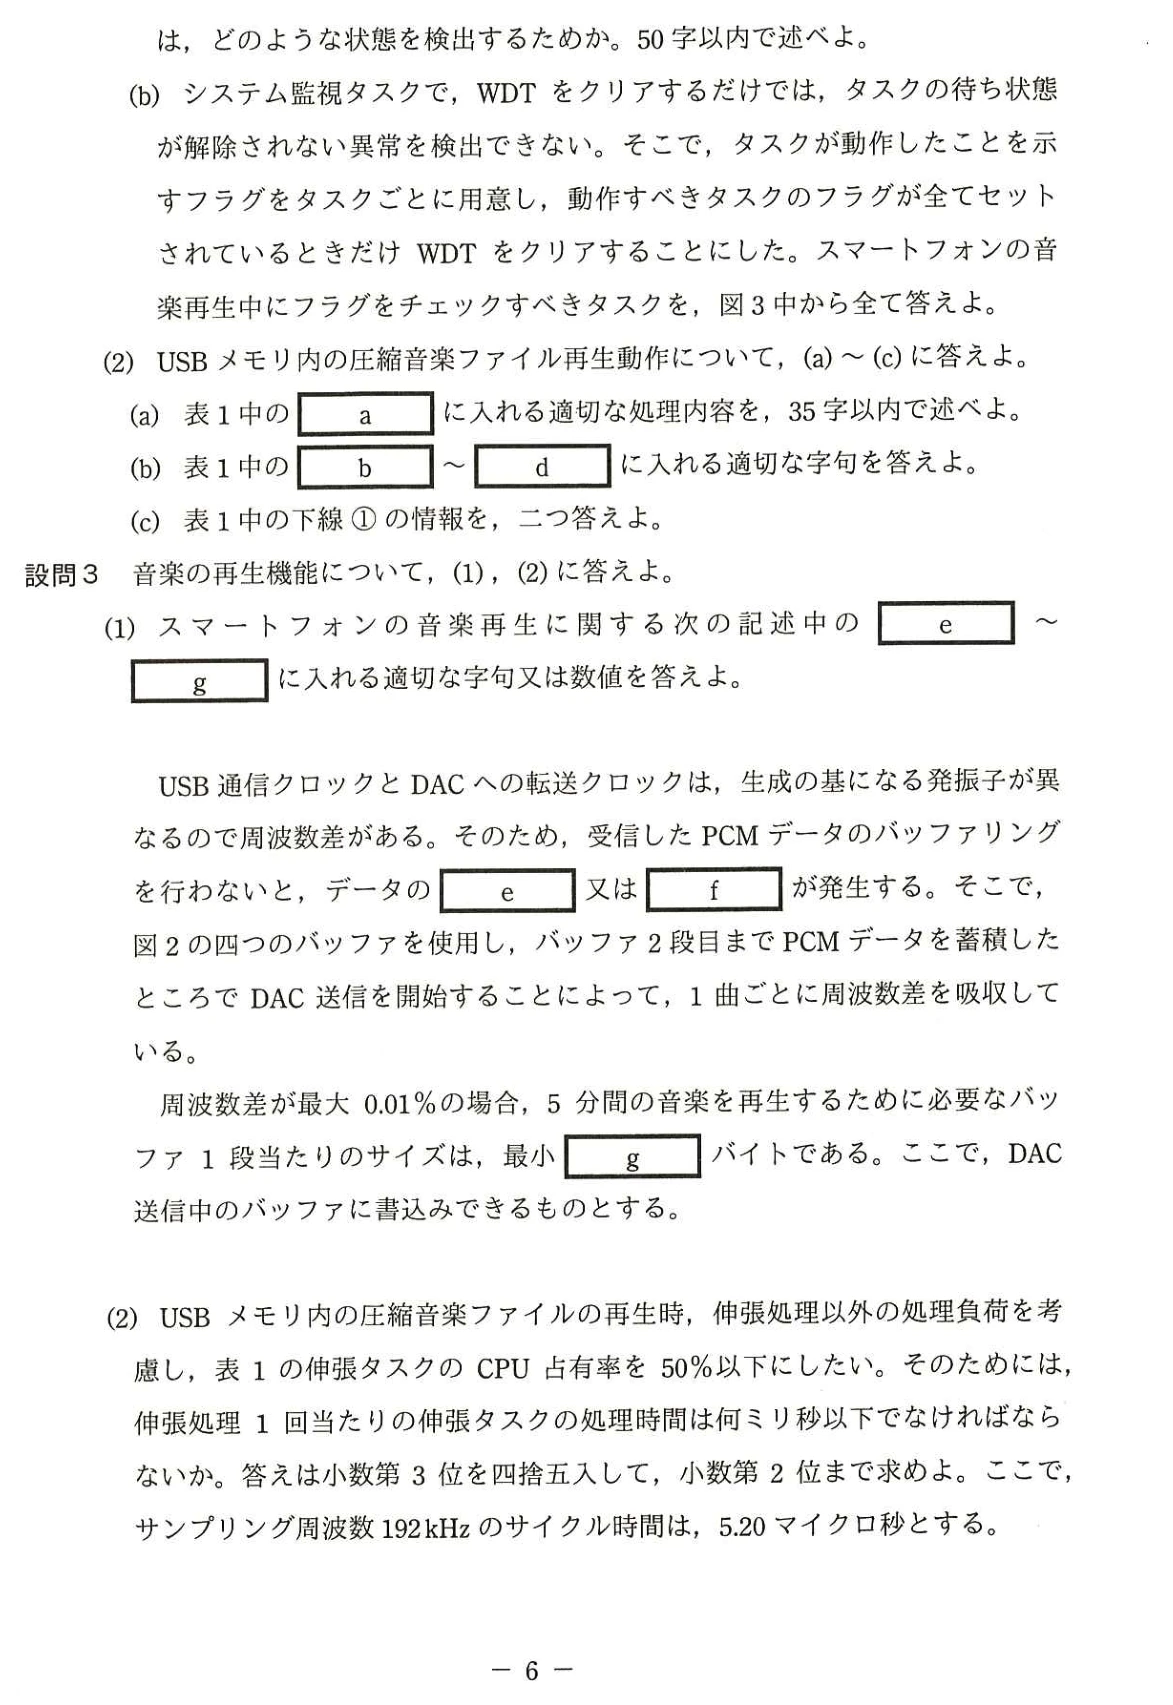 は，どのような状態を検出するためか。50 字以内で述べよ。
(b) システム監視タスクで，WDT をクリアするだけでは，タスクの待ち状態
が解除されない異常を検出できない。そこで，タスクが動作したことを示
すフラグをタスクごとに用意し，動作すべきタスクのフラグが全てセット
されているときだけ WDT をクリアすることにした。スマートフォンの音
楽再生中にフラグをチェックすべきタスクを，図 3 中から全て答えよ。
(2) USB メモリ内の圧縮音楽ファイル再生動作について，(a) ～ (c) に答えよ。
(a) 表 1 中の a に入れる適切な処理内容を，35 字以内で述べよ。
(b) 表 1 中の b ～ d に入れる適切な字句を答えよ。
(c) 表 1 中の下線 ① の情報を，二つ答えよ。
設問 3 音楽の再生機能について，(1)，(2) に答えよ。
(1) スマートフォンの音楽再生に関する次の記述中の e ～
g に入れる適切な字句又は数値を答えよ。
USB 通信クロックと DAC への転送クロックは，生成の基になる発振子が異
なるので周波数差がある。そのため，受信した PCM データのバッファリング
を行わないと，データの e 又は f が発生する。そこで，
図 2 の四つのバッファを使用し，バッファ 2 段目まで PCM データを蓄積した
ところで DAC 送信を開始することによって，1 曲ごとに周波数差を吸収して
いる。
周波数差が最大 0.01％の場合，5 分間の音楽を再生するために必要なバッ
ファ 1 段当たりのサイズは，最小 g バイトである。ここで，DAC
送信中のバッファに書込みできるものとする。
(2) USB メモリ内の圧縮音楽ファイルの再生時，伸張処理以外の処理負荷を考
慮し，表 1 の伸張タスクの CPU 占有率を 50％以下にしたい。そのためには，
伸張処理 1 回当たりの伸張タスクの処理時間は何ミリ秒以下でなければなら
ないか。答えは小数第 3 位を四捨五入して，小数第 2 位まで求めよ。ここで，
サンプリング周波数 192 kHz のサイクル時間は，5.20 マイクロ秒とする。
－ 6 －